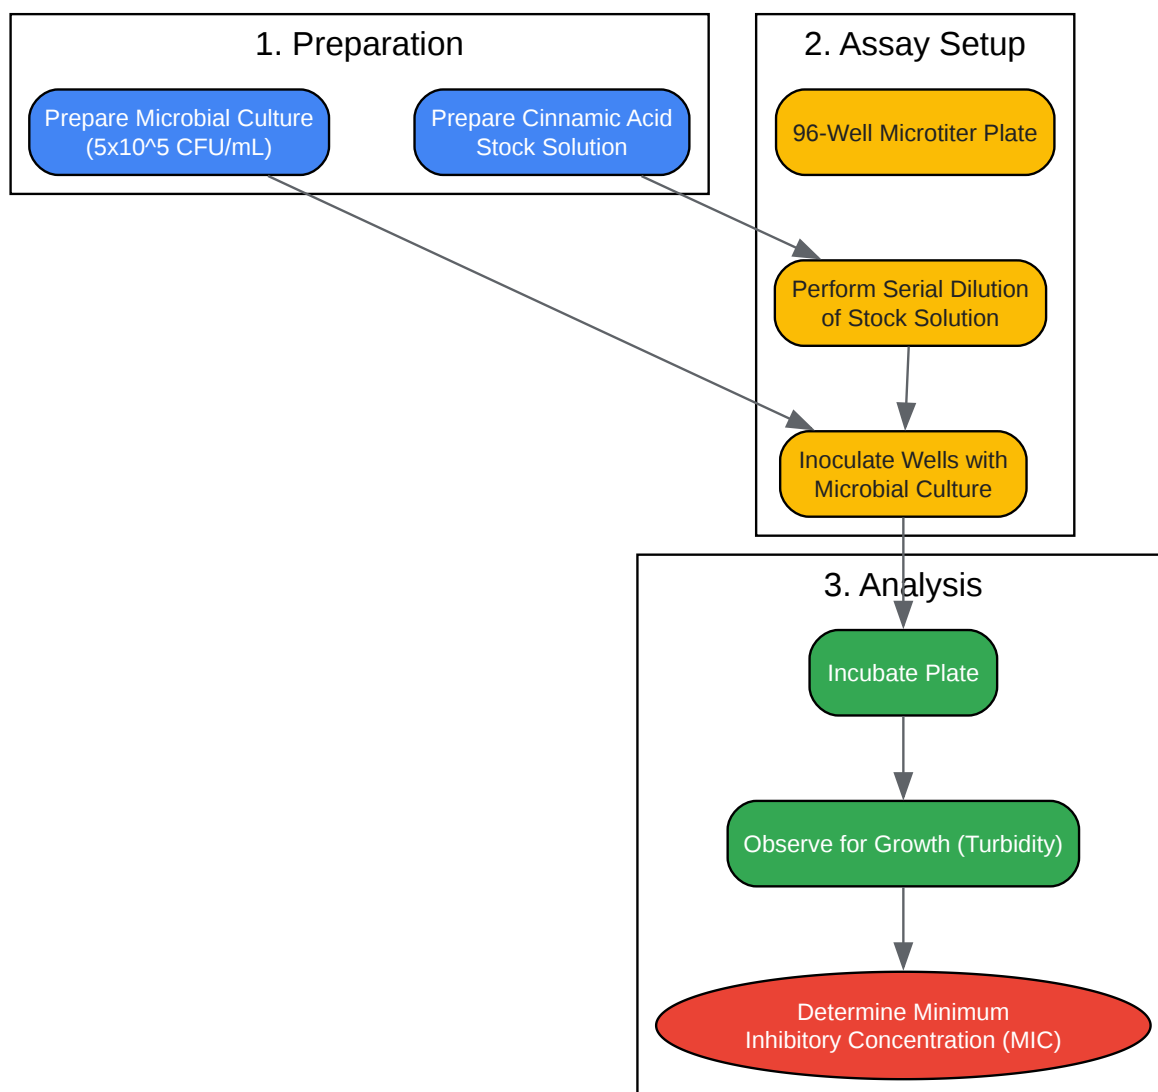 1. Preparation
Prepare Microbial Culture
(5x10^5 CFU/mL)
Prepare Cinnamic Acid
Stock Solution
2. Assay Setup
96-Well Microtiter Plate
Perform Serial Dilution
of Stock Solution
Inoculate Wells with
Microbial Culture
3. Analysis
Incubate Plate
Observe for Growth (Turbidity)
Determine Minimum
Inhibitory Concentration (MIC)